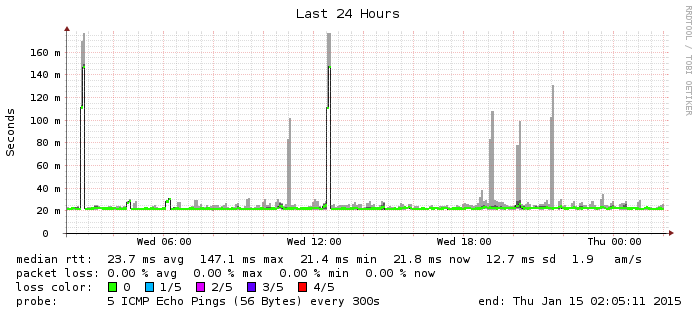 Last 24 Hours
RRDTOOL / TOBI OETIKER
Seconds
160 m
140 m
120 m
100 m
80 m
60 m
40 m
20 m
0
Wed 06:00 Wed 12:00 Wed 18:00 Thu 00:00
median rtt: 23.7 ms avg 147.1 ms max 21.4 ms min 21.8 ms now 12.7 ms sd 1.9 am/s
packet loss: 0.00 % avg 0.00 % max 0.00 % min 0.00 % now
loss color: 0 1/5 2/5 3/5 4/5
probe: 5 ICMP Echo Pings (56 Bytes) every 300s end: Thu Jan 15 02:05:11 2015